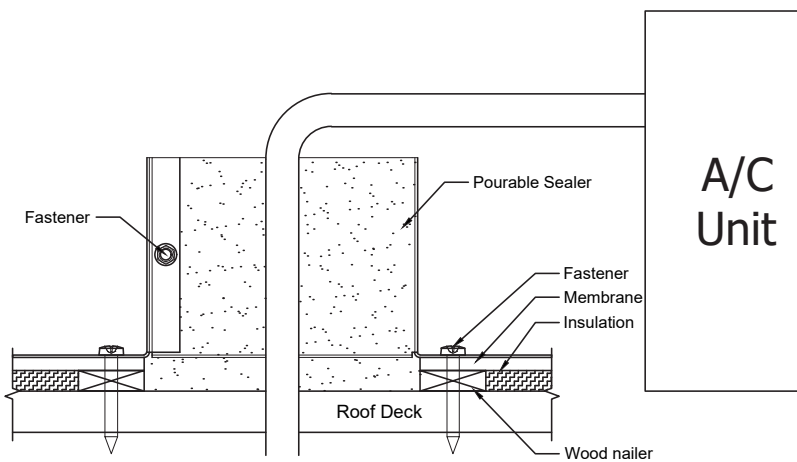 A/C
Unit
Pourable Sealer
Fastener
Fastener
Membrane
Insulation
Roof Deck
Wood nailer